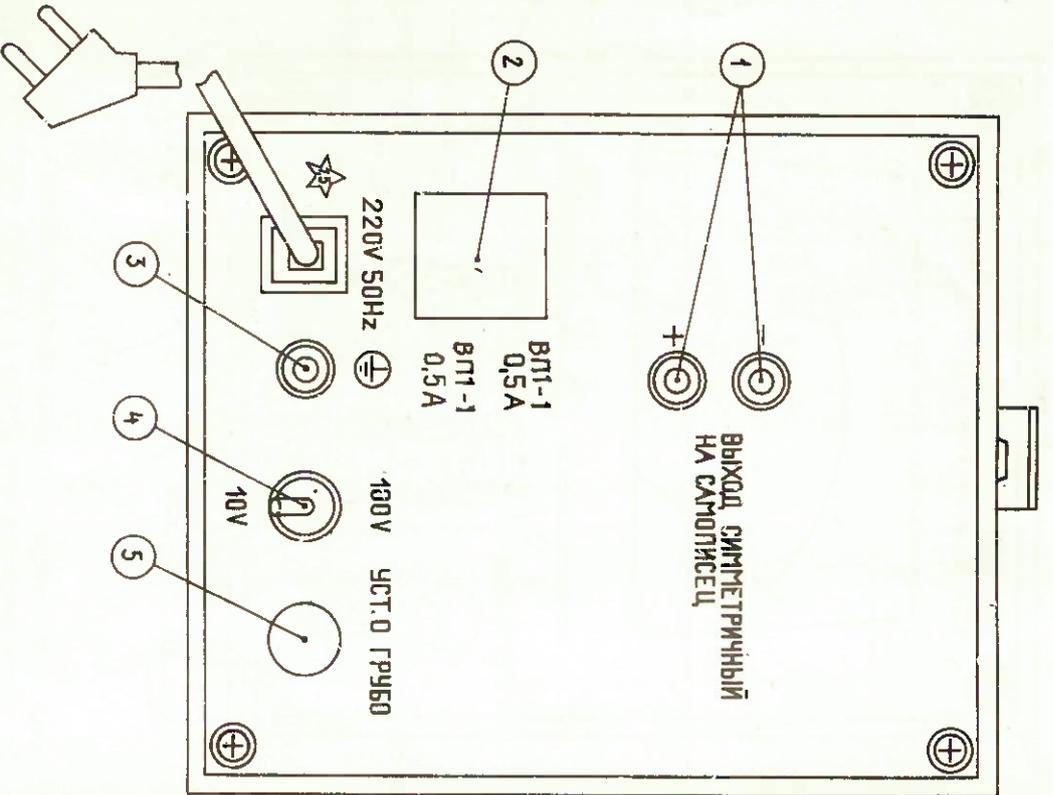 1
−
ВЫХОД СИММЕТРИЧНЫЙ
НА САМОПИСЕЦ
+
2
ВП1-1
0,5А
ВП1-1
0,5А
220V 50Hz
100V
УСТ.0 ГРУБО
10V
3
4
5